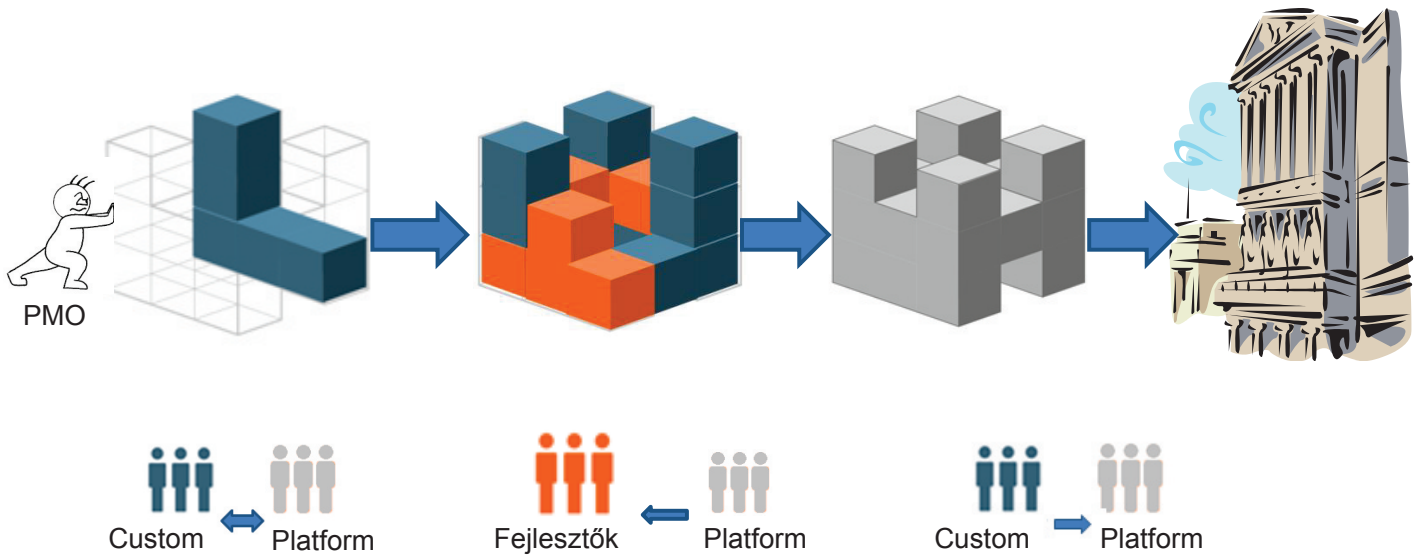 PMO
Custom
Platform
Fejlesztők
Platform
Custom
Platform